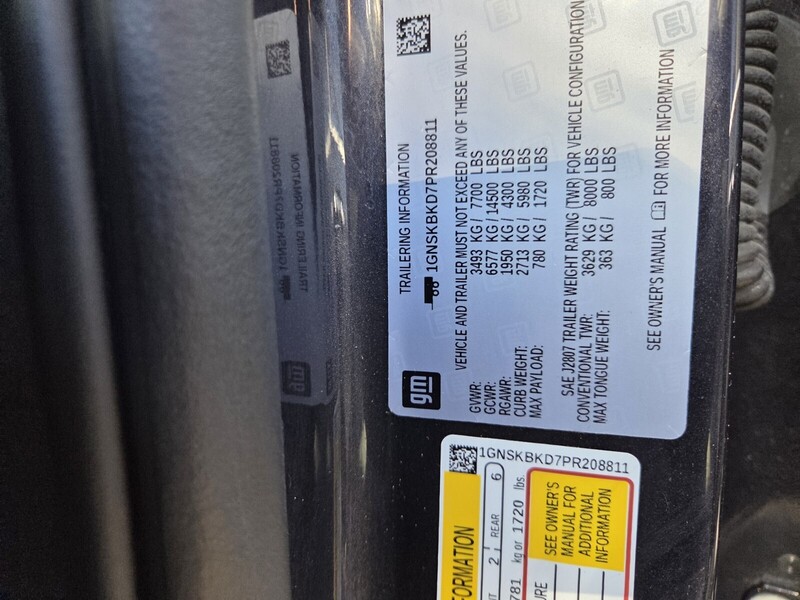 TRAILERING INFORMATION
1GNSKBKD7PR208811
VEHICLE AND TRAILER MUST NOT EXCEED ANY OF THESE VALUES.
GVWR: 3493 KG / 7700 LBS
GCWR: 6577 KG / 14500 LBS
RGAWR: 1950 KG / 4300 LBS
CURB WEIGHT: 2713 KG / 5980 LBS
MAX PAYLOAD: 780 KG / 1720 LBS
SAE J2807 TRAILER WEIGHT RATING (TWR) FOR VEHICLE CONFIGURATION
CONVENTIONAL TWR: 3629 KG / 8000 LBS
MAX TONGUE WEIGHT: 363 KG / 800 LBS
SEE OWNER'S MANUAL FOR MORE INFORMATION
gm
1GNSKBKD7PR208811
2 REAR 6
781 kg or 1720 lbs.
SEE OWNER'S
MANUAL FOR
ADDITIONAL
INFORMATION